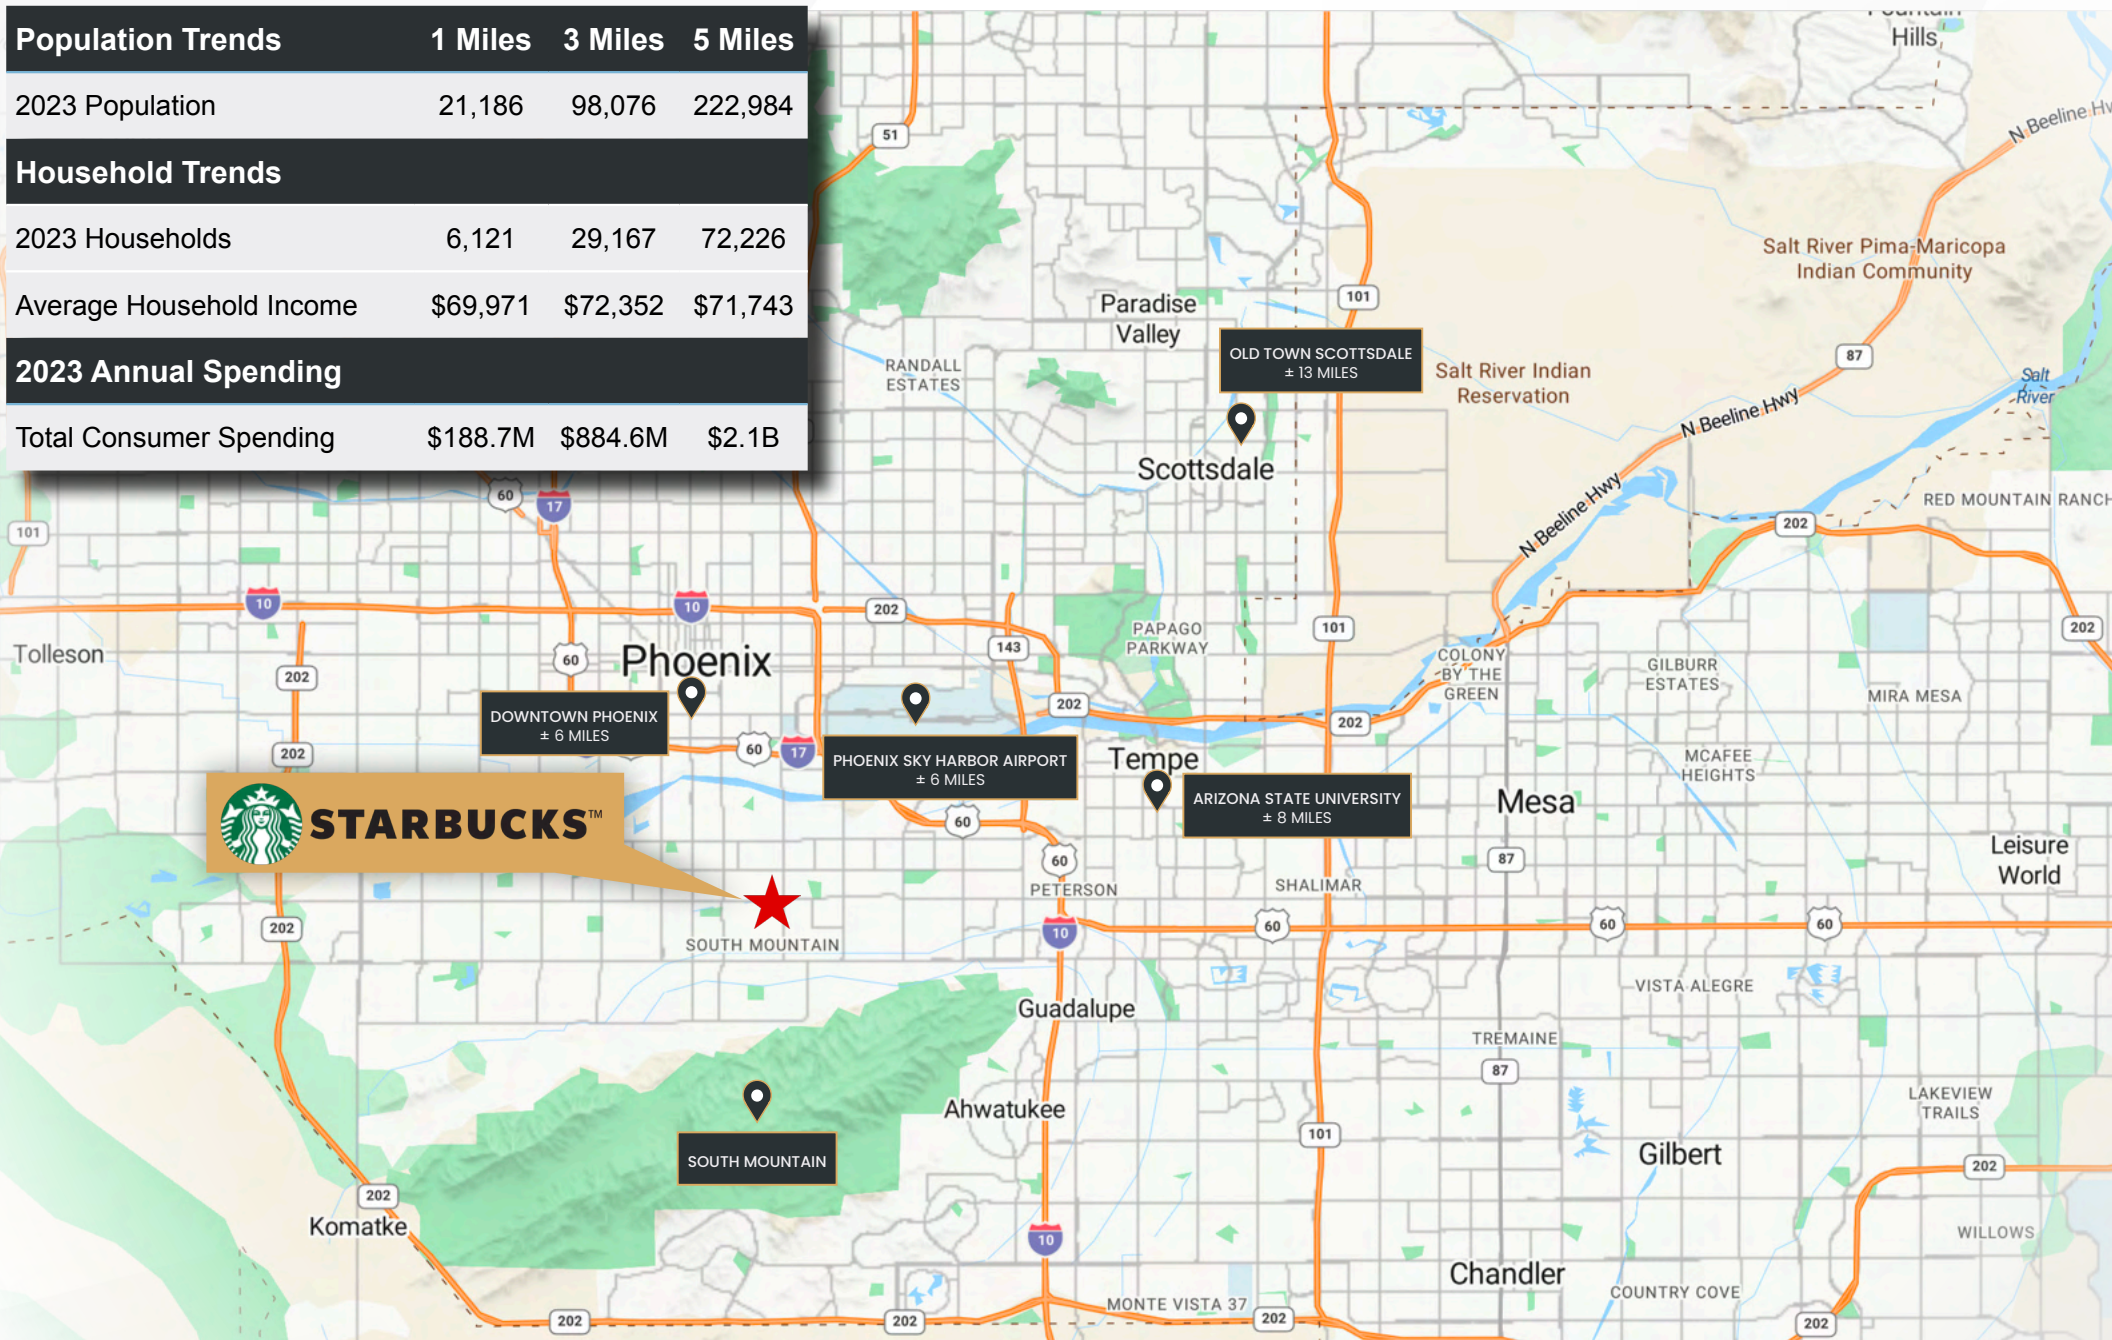 Population Trends 1 Miles 3 Miles 5 Miles
2023 Population 21,186 98,076 222,984
Household Trends
2023 Households 6,121 29,167 72,226
Average Household Income $69,971 $72,352 $71,743
2023 Annual Spending
Total Consumer Spending $188.7M $884.6M $2.1B
Fountain
Hills
N Beeline Hw
51
Salt River Pima-Maricopa
Indian Community
101
Paradise
Valley
OLD TOWN SCOTTSDALE
± 13 MILES
87
RANDALL
ESTATES
Salt River Indian
Reservation
Salt
River
N Beeline Hwy
Scottsdale
N Beeline Hwy
60
17
RED MOUNTAIN RANCH
202
101
10
10
202
PAPAGO
PARKWAY
101
202
143
Tolleson
60
Phoenix
COLONY
BY THE
GREEN
GILBURR
ESTATES
202
MIRA MESA
DOWNTOWN PHOENIX
± 6 MILES
202
202
202
60
17
PHOENIX SKY HARBOR AIRPORT
± 6 MILES
Tempe
MCAFEE
HEIGHTS
ARIZONA STATE UNIVERSITY
± 8 MILES
Mesa
STARBUCKS™
60
60
87
Leisure
World
PETERSON
SHALIMAR
202
10
60
60
60
SOUTH MOUNTAIN
VISTA ALEGRE
Guadalupe
TREMAINE
87
Ahwatukee
LAKEVIEW
TRAILS
101
SOUTH MOUNTAIN
Gilbert
202
202
Komatke
10
WILLOWS
Chandler
COUNTRY COVE
MONTE VISTA 37
202
202
202
202